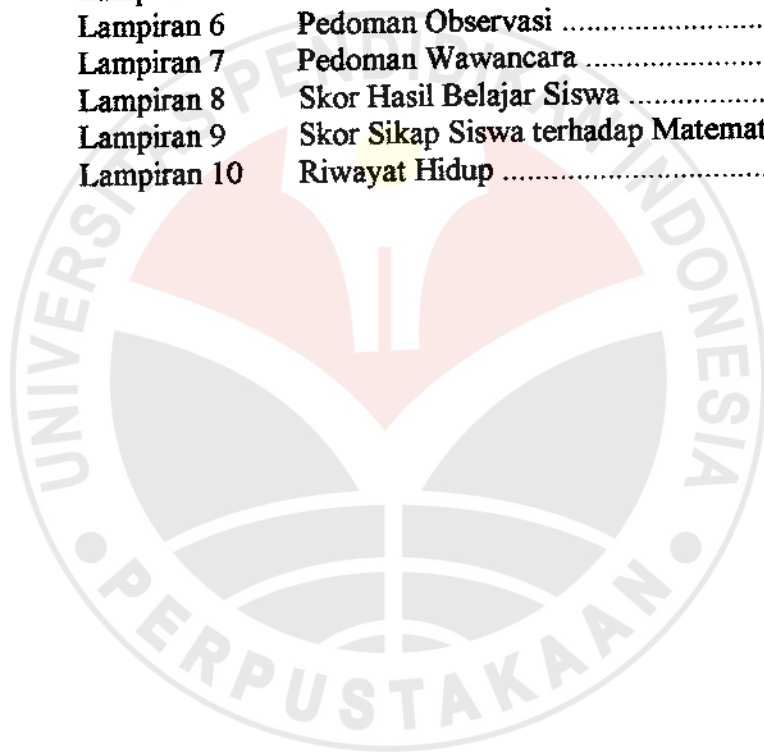 Lampiran 6 Pedoman Observasi ........................
Lampiran 7 Pedoman Wawancara .....................
Lampiran 8 Skor Hasil Belajar Siswa .................
Lampiran 9 Skor Sikap Siswa terhadap Matemat
Lampiran 10 Riwayat Hidup ................................
UNIVERSITAS PENDIDIKAN INDONESIA
PERPUSTAKAAN